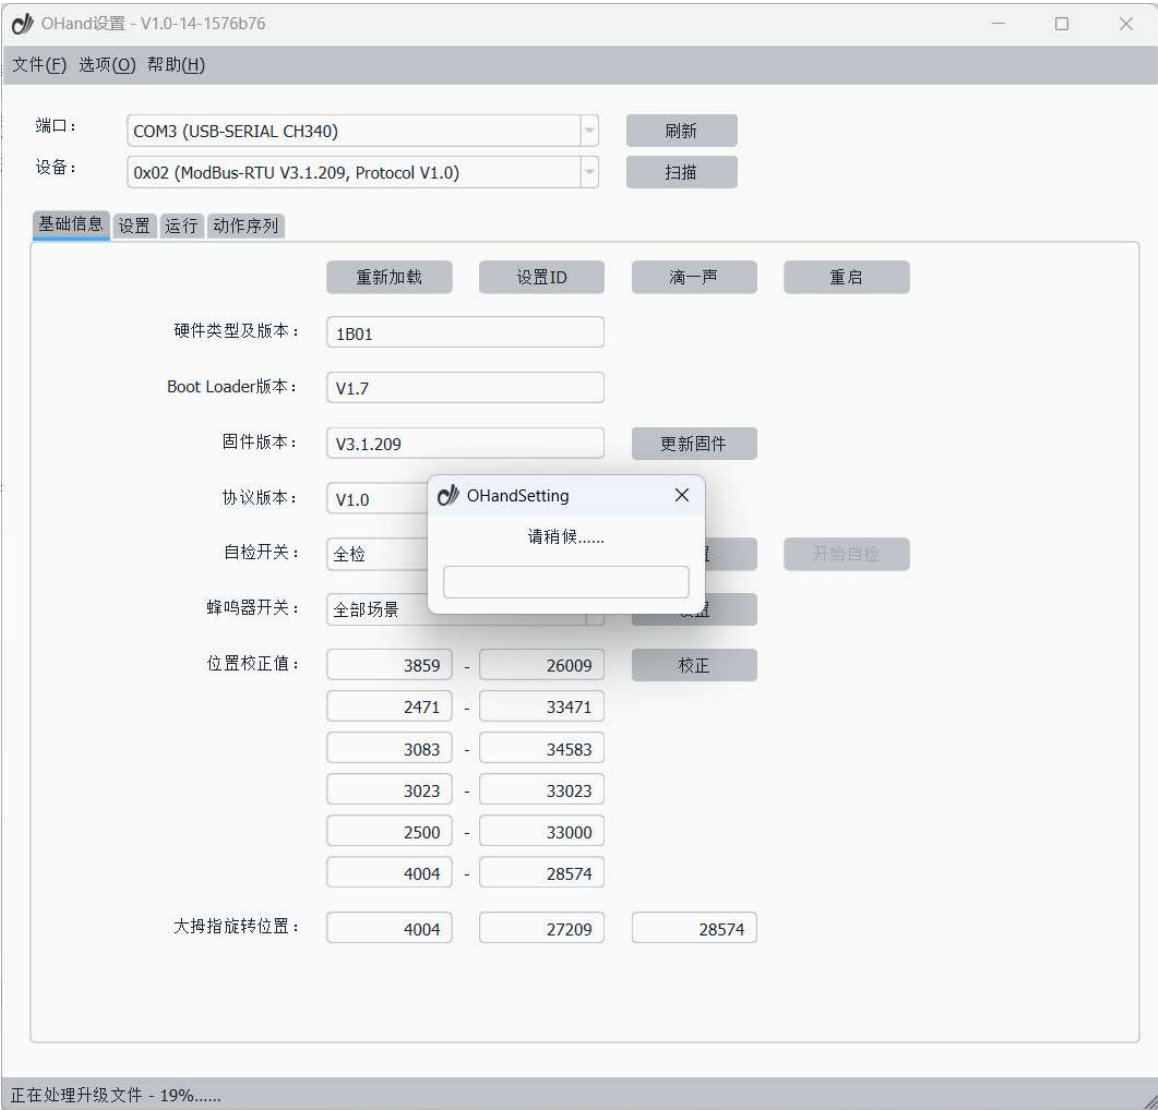 OHand设置 - V1.0-14-1576b76
文件(F) 选项(O) 帮助(H)
端口： COM3 (USB-SERIAL CH340) 刷新
设备： 0x02 (ModBus-RTU V3.1.209, Protocol V1.0) 扫描
基础信息 设置 运行 动作序列
重新加载 设置ID 滴一声 重启
硬件类型及版本： 1B01
Boot Loader版本： V1.7
固件版本： V3.1.209 更新固件
OHandSetting
协议版本： V1.0
请稍候......
自检开关： 全检 开始自检
蜂鸣器开关： 全部场景 设置
位置校正值： 3859 - 26009 校正
2471 - 33471
3083 - 34583
3023 - 33023
2500 - 33000
4004 - 28574
大拇指旋转位置： 4004 27209 28574
正在处理升级文件 - 19%......